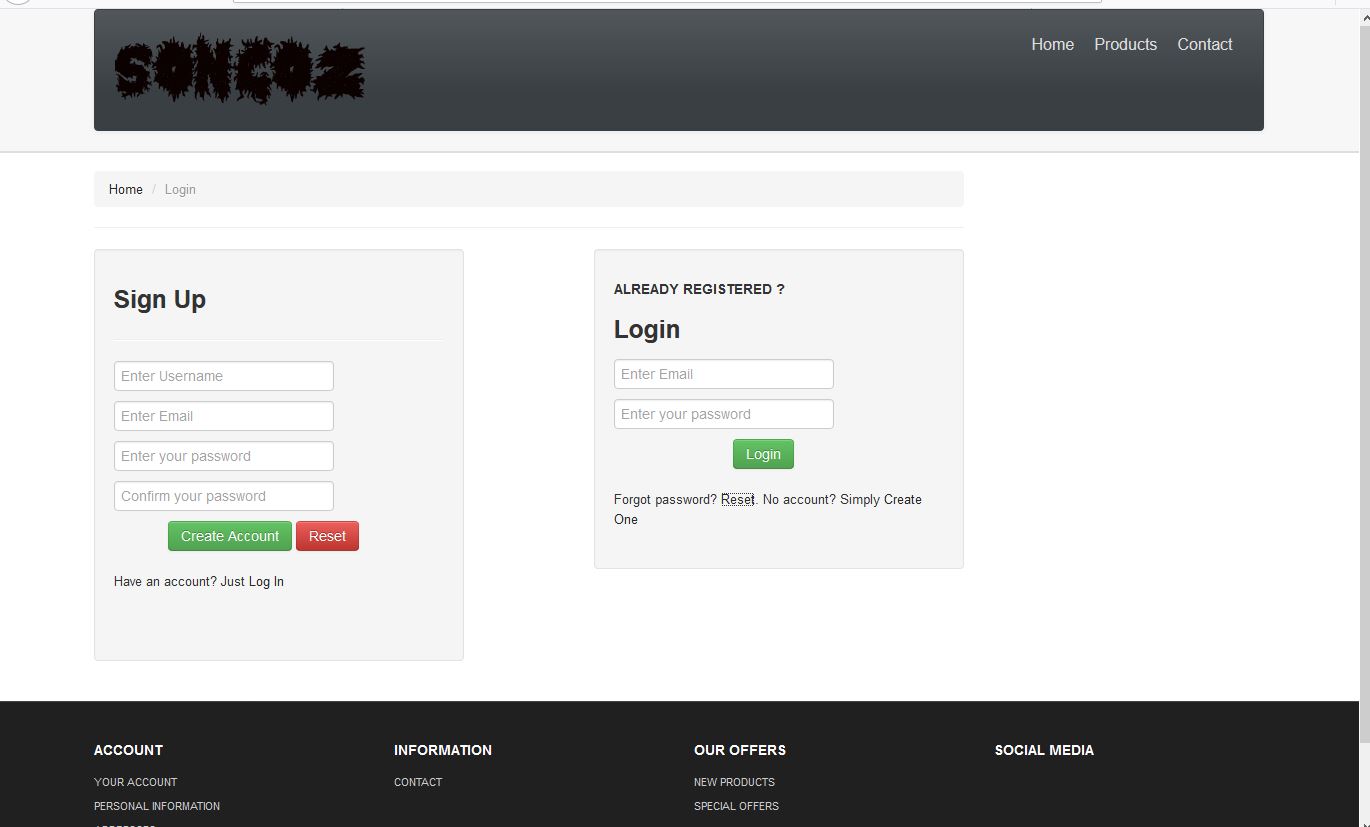 SONGOZ
Home Products Contact
Home / Login
Sign Up
Enter Username
Enter Email
Enter your password
Confirm your password
Create Account Reset
Have an account? Just Log In
ALREADY REGISTERED ?
Login
Enter Email
Enter your password
Login
Forgot password? Reset. No account? Simply Create
One
ACCOUNT
YOUR ACCOUNT
PERSONAL INFORMATION
INFORMATION
CONTACT
OUR OFFERS
NEW PRODUCTS
SPECIAL OFFERS
SOCIAL MEDIA